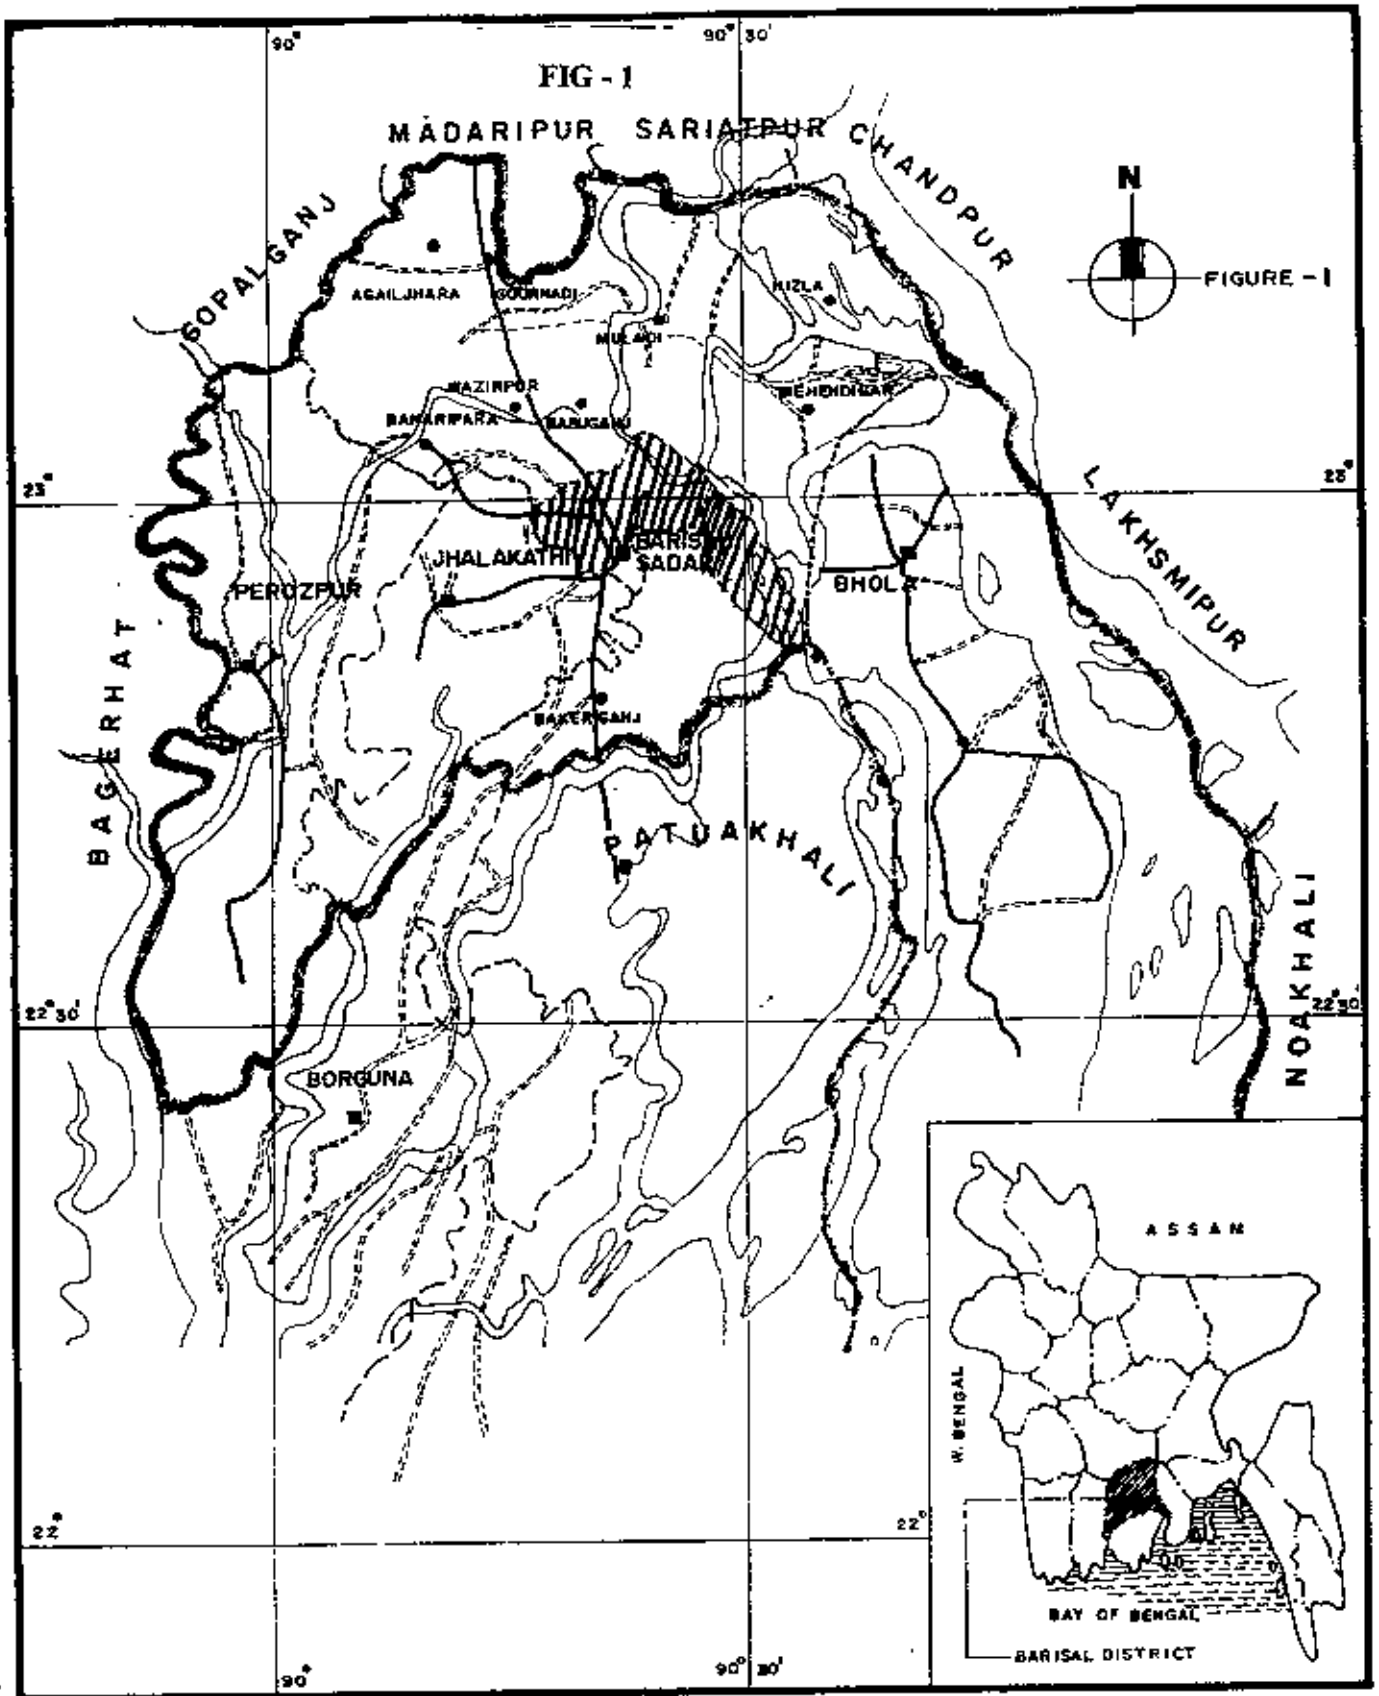 90°
90° 30'
FIG - 1
MADARIPUR SARIATPUR CHANDPUR
GOPALGANJ
N
FIGURE - 1
AGAILJHARA
GOURNADI
HIZLA
MULADI
WAZIRPUR
MEHENDIGANJ
BANARIPARA
BABUGANJ
LAKHSMIPUR
23°
23°
JHALAKATHI
BARIS
SADAR
BHOLA
PEROZPUR
BAGERHAT
BAKERGANJ
PATUAKHALI
NOAKHALI
22° 30'
22° 30'
BORGUNA
ASSAM
W. BENGAL
22°
22°
BAY OF BENGAL
BARISAL DISTRICT
90°
90° 30'